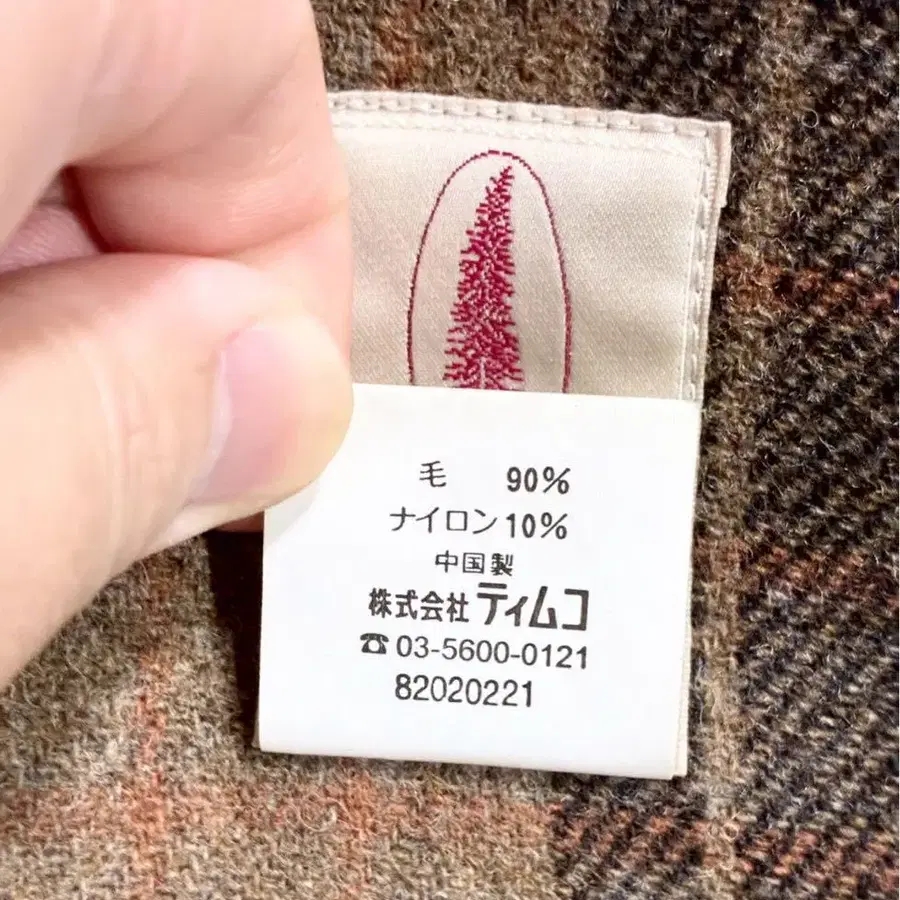 毛 90%
ナイロン 10%
中国製
株式会社 ティムコ
☎ 03-5600-0121
82020221